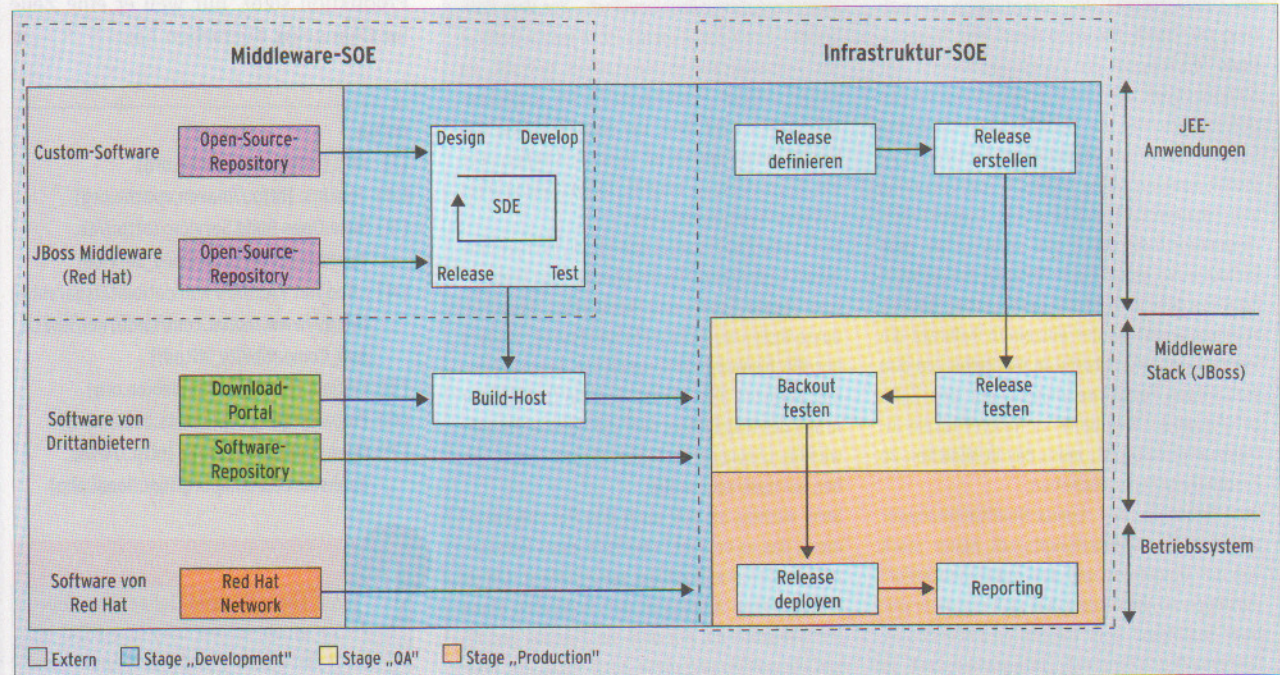 Middleware-SOE
Infrastruktur-SOE
Custom-Software
Open-Source-
Repository
Design Develop
SDE
Release Test
JBoss Middleware
(Red Hat)
Open-Source-
Repository
Release
definieren
Release
erstellen
JEE-
Anwendungen
Software von
Drittanbietern
Download-
Portal
Software-
Repository
Build-Host
Backout
testen
Release
testen
Middleware
Stack (JBoss)
Software von
Red Hat
Red Hat
Network
Release
deployen
Reporting
Betriebssystem
Extern
Stage „Development"
Stage „QA"
Stage „Production"